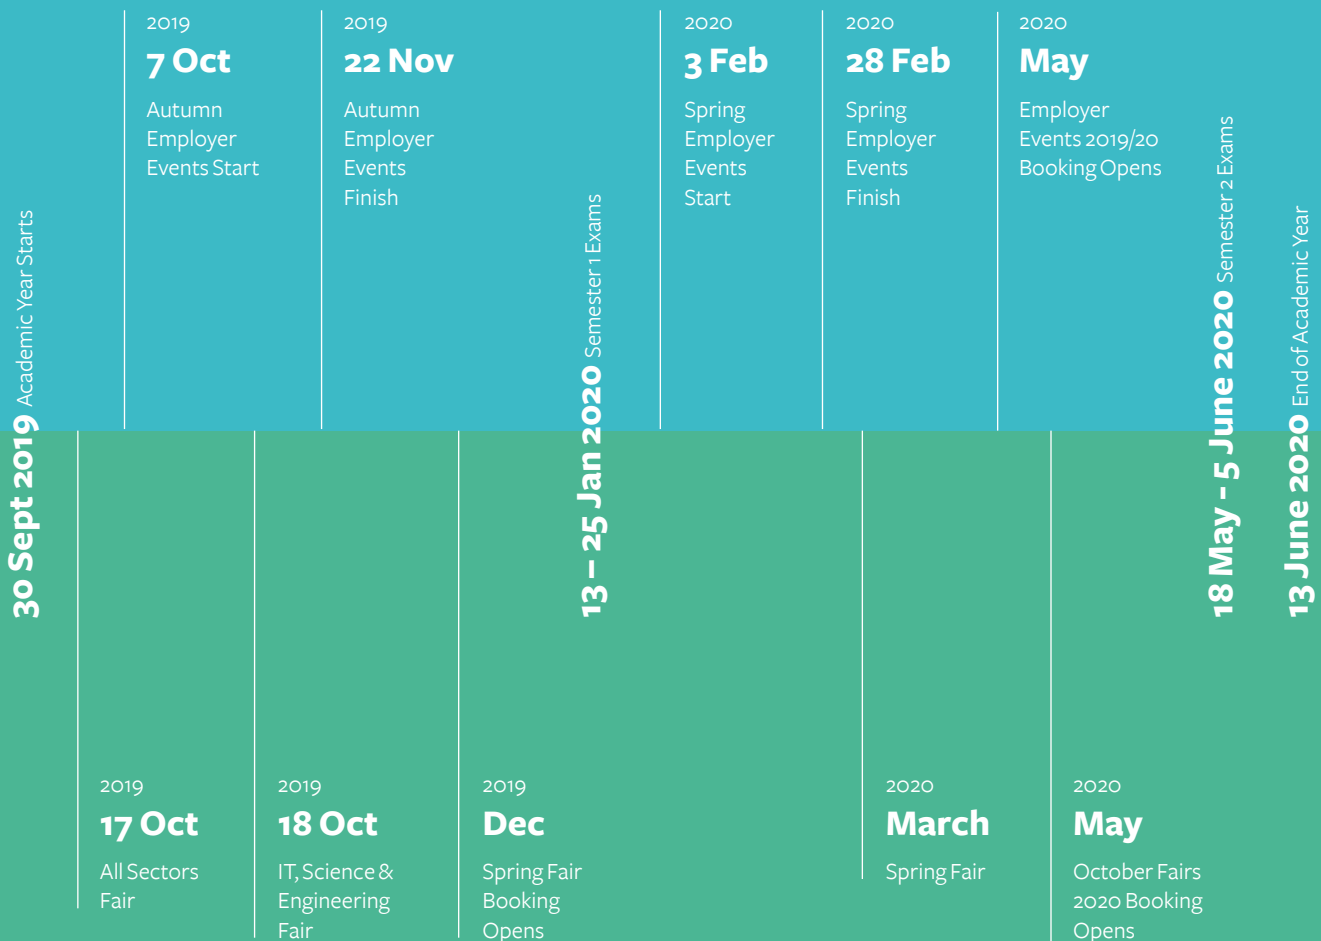 2019
7 Oct
Autumn
Employer
Events Start
2019
22 Nov
Autumn
Employer
Events
Finish
2020
3 Feb
Spring
Employer
Events
Start
2020
28 Feb
Spring
Employer
Events
Finish
2020
May
Employer
Events 2019/20
Booking Opens
30 Sept 2019 Academic Year Starts
13 – 25 Jan 2020 Semester 1 Exams
18 May - 5 June 2020 Semester 2 Exams
13 June 2020 End of Academic Year
2019
17 Oct
All Sectors
Fair
2019
18 Oct
IT, Science &
Engineering
Fair
2019
Dec
Spring Fair
Booking
Opens
2020
March
Spring Fair
2020
May
October Fairs
2020 Booking
Opens